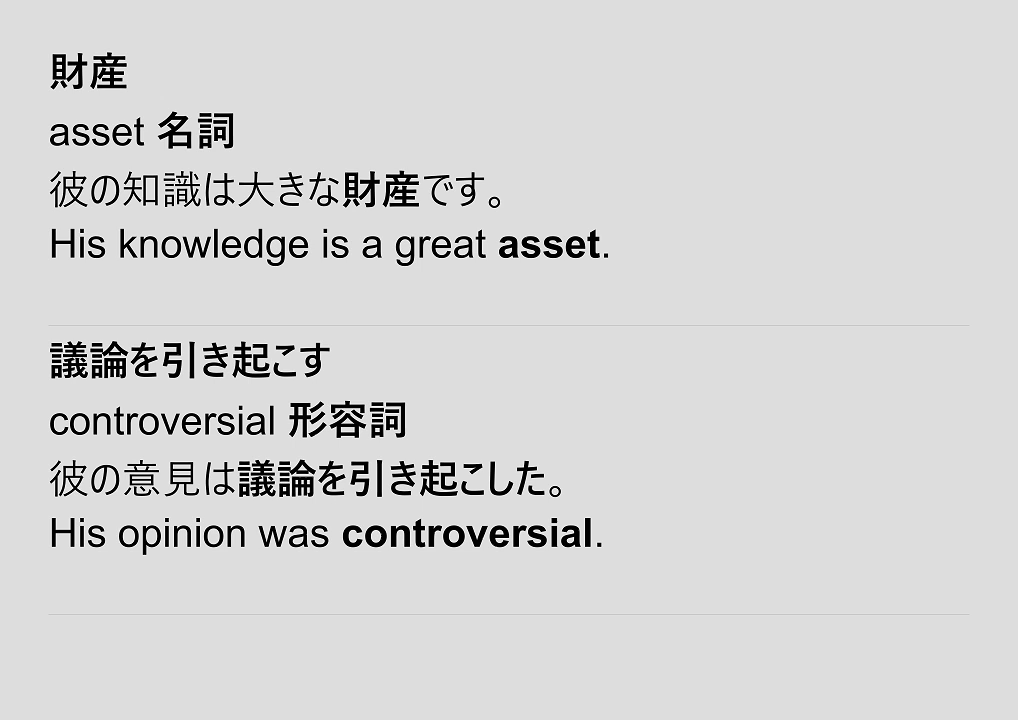 財産
asset 名詞
彼の知識は大きな財産です。
His knowledge is a great asset.
議論を引き起こす
controversial 形容詞
彼の意見は議論を引き起こした。
His opinion was controversial.